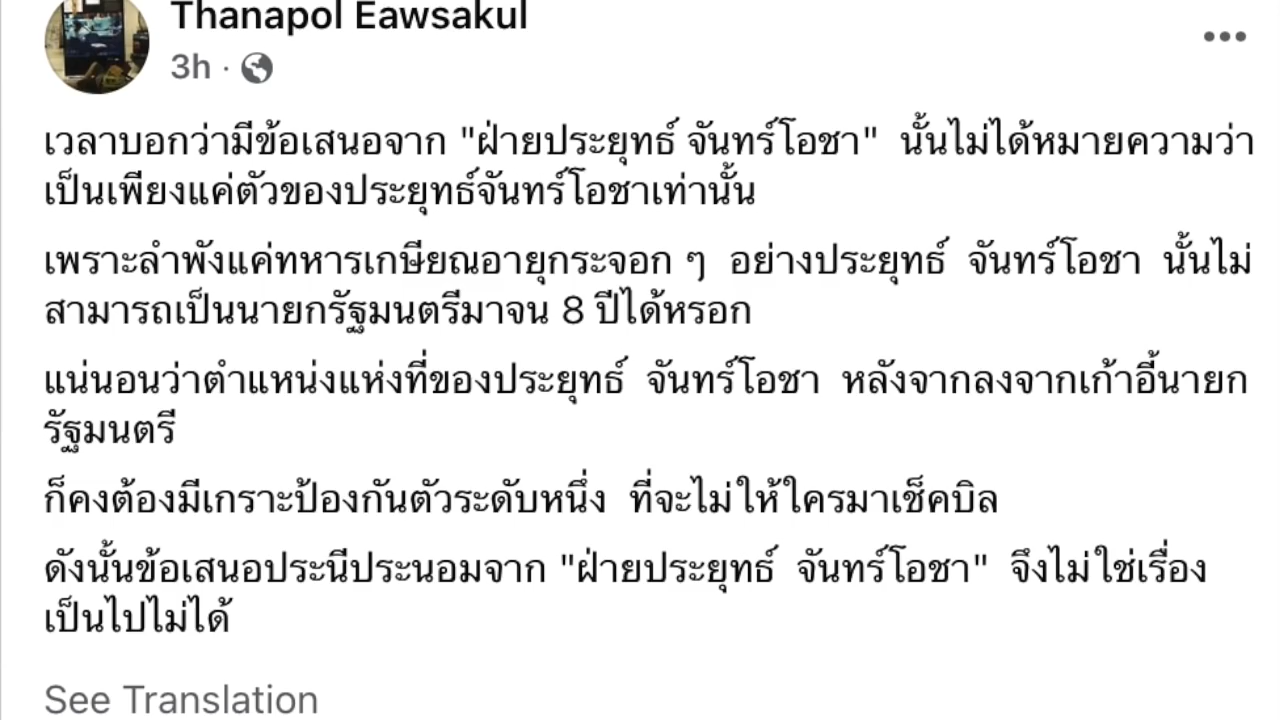 Thanapol Eawsakul
3h ·
เวลาบอกว่ามีข้อเสนอจาก "ฝ่ายประยุทธ์ จันทร์โอชา" นั้นไม่ได้หมายความว่า
เป็นเพียงแค่ตัวของประยุทธ์จันทร์โอชาเท่านั้น
เพราะลำพังแค่ทหารเกษียณอายุกระจอก ๆ อย่างประยุทธ์ จันทร์โอชา นั้นไม่
สามารถเป็นนายกรัฐมนตรีมาจน 8 ปีได้หรอก
แน่นอนว่าตำแหน่งแห่งที่ของประยุทธ์ จันทร์โอชา หลังจากลงจากเก้าอี้นายก
รัฐมนตรี
ก็คงต้องมีเกราะป้องกันตัวระดับหนึ่ง ที่จะไม่ให้ใครมาเช็คบิล
ดังนั้นข้อเสนอประนีประนอมจาก "ฝ่ายประยุทธ์ จันทร์โอชา" จึงไม่ใช่เรื่อง
เป็นไปไม่ได้
See Translation